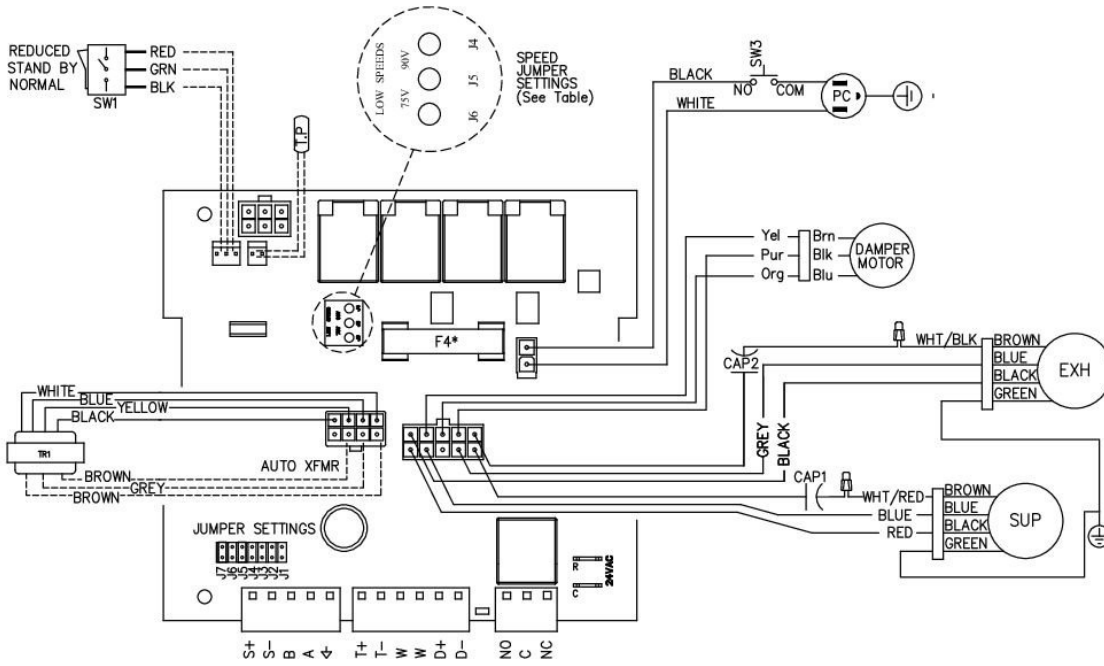 REDUCED
STAND BY
NORMAL
SW1
RED
GRN
BLK
T.P
LOW SPEEDS
75V 90V
J6 J5 J4
SPEED
JUMPER
SETTINGS
(See Table)
BLACK
WHITE
SW3
NO COM
PC
Yel Brn
Pur Blk
Org Blu
DAMPER
MOTOR
F4*
WHT/BLK
CAP2
BROWN
BLUE
BLACK
GREEN
EXH
GREY
BLACK
WHITE
BLUE
YELLOW
BLACK
TR1
AUTO XFMR
BROWN
GREY
BROWN
CAP1
WHT/RED
BLUE
RED
BROWN
BLUE
BLACK
GREEN
SUP
JUMPER SETTINGS
J7 J6 J5 J4 J3 J2 J1
R
C
24VAC
S+ S- B A
T+ T- W W D+ D-
NO C NC